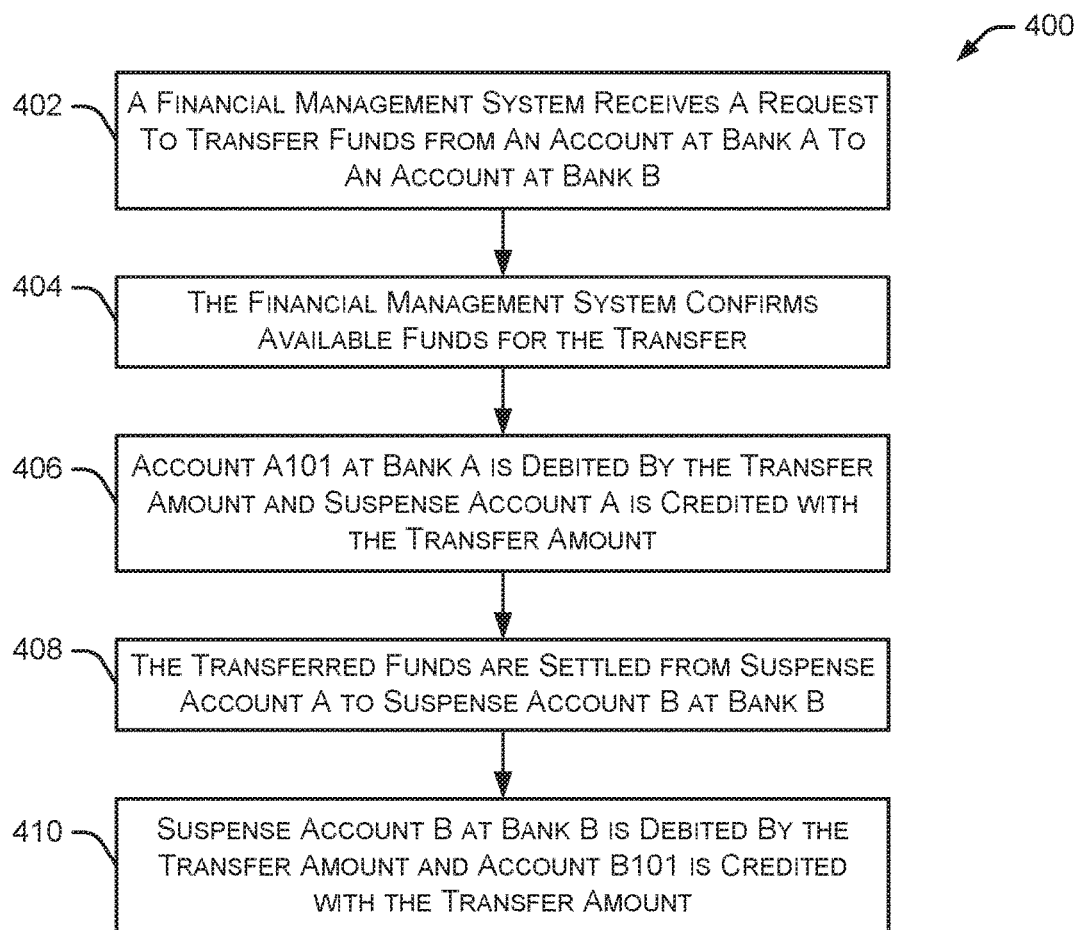 400
402
A FINANCIAL MANAGEMENT SYSTEM RECEIVES A REQUEST
TO TRANSFER FUNDS FROM AN ACCOUNT AT BANK A TO
AN ACCOUNT AT BANK B
404
THE FINANCIAL MANAGEMENT SYSTEM CONFIRMS
AVAILABLE FUNDS FOR THE TRANSFER
406
ACCOUNT A101 AT BANK A IS DEBITED BY THE TRANSFER
AMOUNT AND SUSPENSE ACCOUNT A IS CREDITED WITH
THE TRANSFER AMOUNT
408
THE TRANSFERRED FUNDS ARE SETTLED FROM SUSPENSE
ACCOUNT A TO SUSPENSE ACCOUNT B AT BANK B
410
SUSPENSE ACCOUNT B AT BANK B IS DEBITED BY THE
TRANSFER AMOUNT AND ACCOUNT B101 IS CREDITED
WITH THE TRANSFER AMOUNT